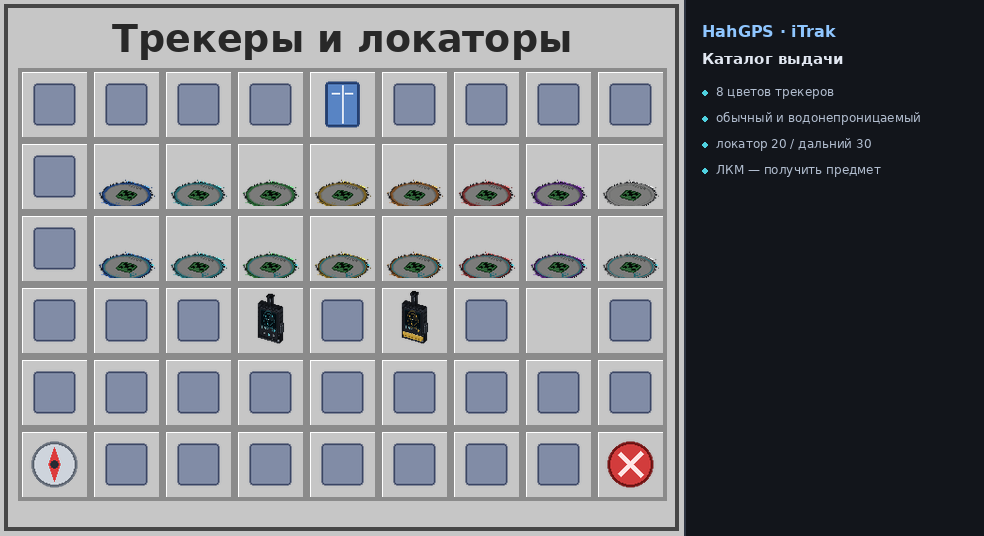 Трекеры и локаторы
HahGPS · iTrak
Каталог выдачи
8 цветов трекеров
обычный и водонепроницаемый
локатор 20 / дальний 30
ЛКМ — получить предмет